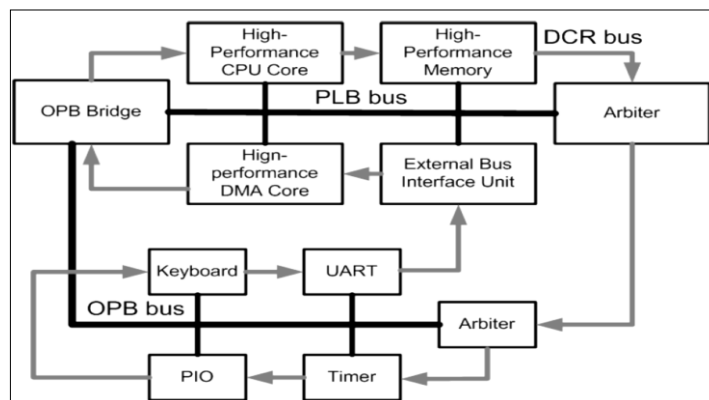 High-
Performance
CPU Core
High-
Performance
Memory
DCR bus
OPB Bridge
PLB bus
Arbiter
Hign-
performance
DMA Core
External Bus
Interface Unit
Keyboard
UART
OPB bus
Arbiter
PIO
Timer